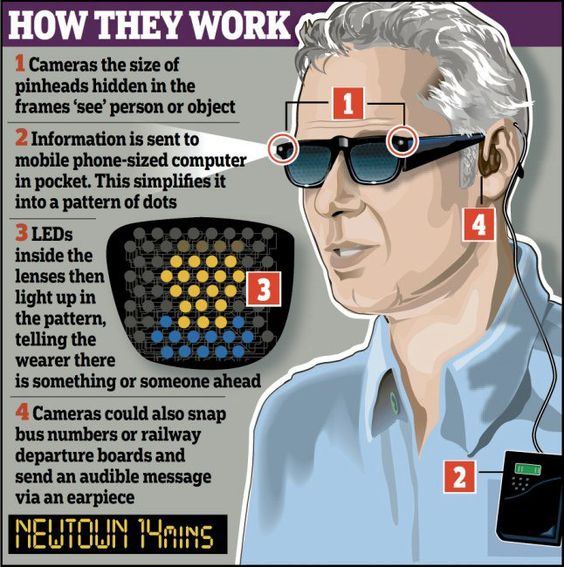 HOW THEY WORK
1 Cameras the size of
pinheads hidden in the
frames ‘see’ person or object
2 Information is sent to
mobile phone-sized computer
in pocket. This simplifies it
into a pattern of dots
3 LEDs
inside the
lenses then
light up in
the pattern,
telling the
wearer there
is something or someone ahead
4 Cameras could also snap
bus numbers or railway
departure boards and
send an audible message
via an earpiece
NEWTOWN 14MINS
1
4
3
2